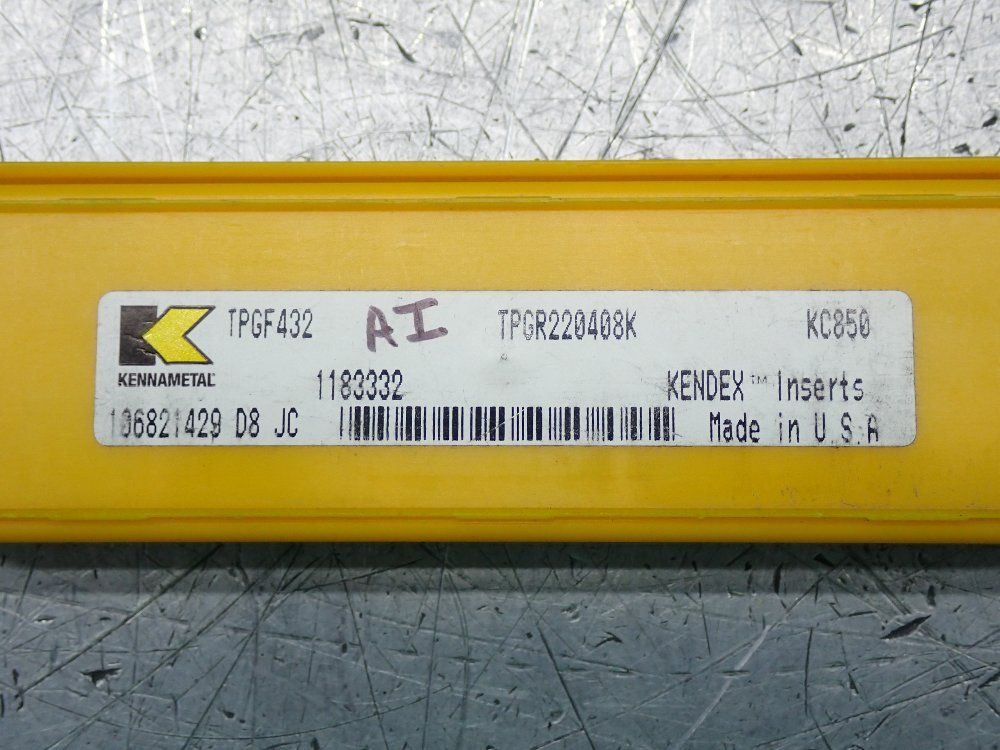 TPGF432 AI TPGR220408K KC850
KENNAMETAL
1183332 KENDEX™ Inserts
106821429 D8 JC Made in U.S.A